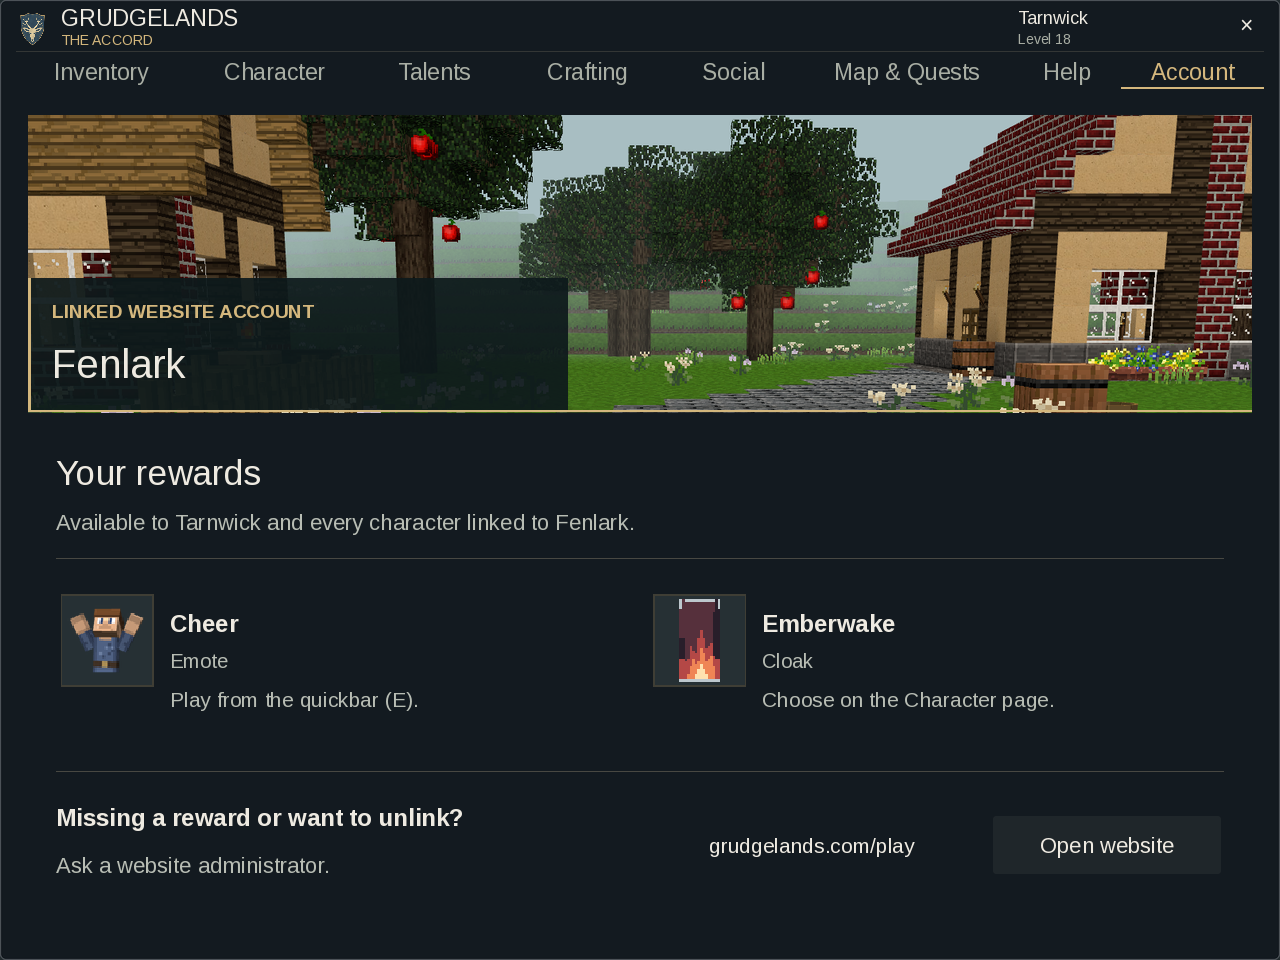 GRUDGELANDS
THE ACCORD
Tarnwick
Level 18
×
Inventory
Character
Talents
Crafting
Social
Map & Quests
Help
Account
LINKED WEBSITE ACCOUNT
Fenlark
Your rewards
Available to Tarnwick and every character linked to Fenlark.
Cheer
Emote
Play from the quickbar (E).
Emberwake
Cloak
Choose on the Character page.
Missing a reward or want to unlink?
Ask a website administrator.
grudgelands.com/play
Open website